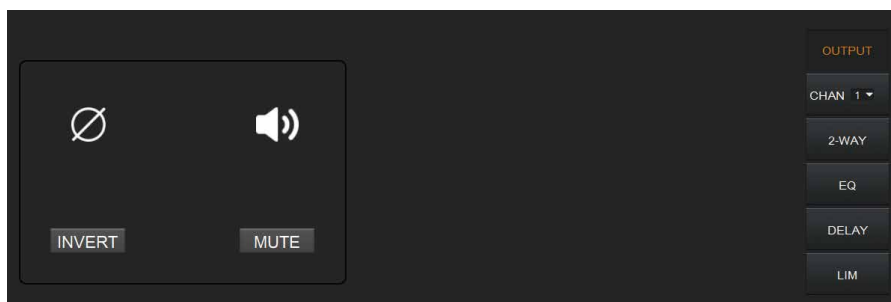 INVERT
MUTE
OUTPUT
CHAN 1
2-WAY
EQ
DELAY
LIM